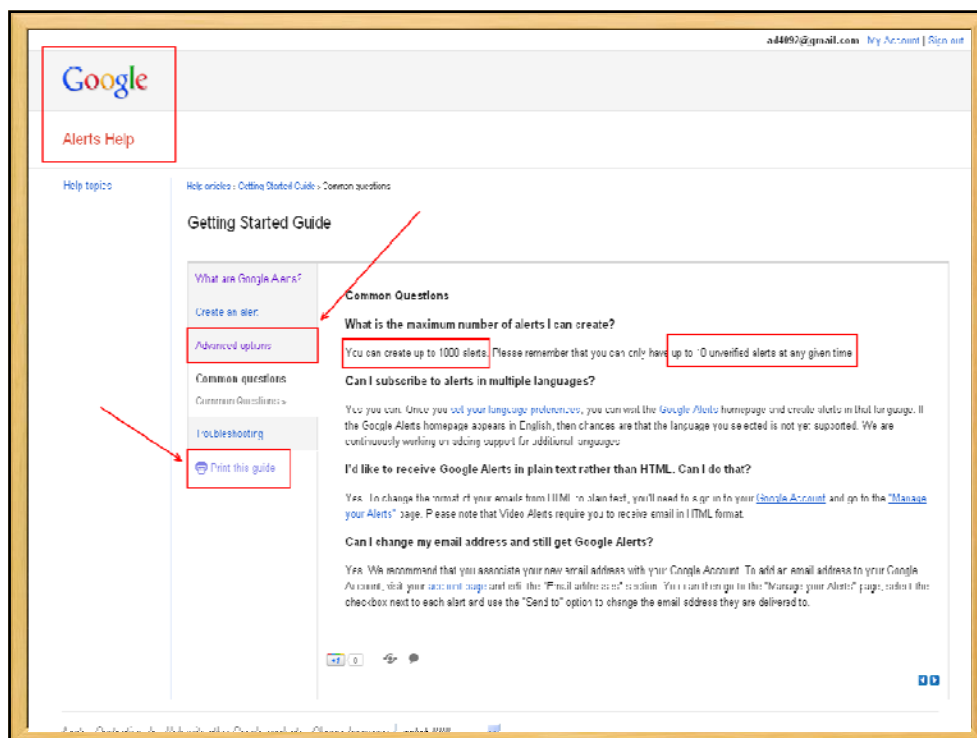 ad4092@gmail.com My Account | Sign out
Google
Alerts Help
Help topics
Help articles › Getting Started Guide › Common questions
Getting Started Guide
What are Google Alerts?
Create an alert
Advanced options
Common questions
Common Questions »
Troubleshooting
Print this guide
Common Questions
What is the maximum number of alerts I can create?
You can create up to 1000 alerts. Please remember that you can only have up to 10 unverified alerts at any given time
Can I subscribe to alerts in multiple languages?
Yes you can. Once you set your language preferences, you can visit the Google Alerts homepage and create alerts in that language. If
the Google Alerts homepage appears in English, then chances are that the language you selected is not yet supported. We are
continuously working on adding support for additional languages
I'd like to receive Google Alerts in plain text rather than HTML. Can I do that?
Yes. To change the format of your emails from HTML to plain text, you'll need to sign in to your Google Account and go to the "Manage
your Alerts" page. Please note that Video Alerts require you to receive email in HTML format.
Can I change my email address and still get Google Alerts?
Yes. We recommend that you associate your new email address with your Google Account. To add an email address to your Google
Account, visit your account page and edit the "Email addresses" section. You can then go to the "Manage your Alerts" page, select the
checkbox next to each alert and use the "Send to" option to change the email address they are delivered to.
+1 0